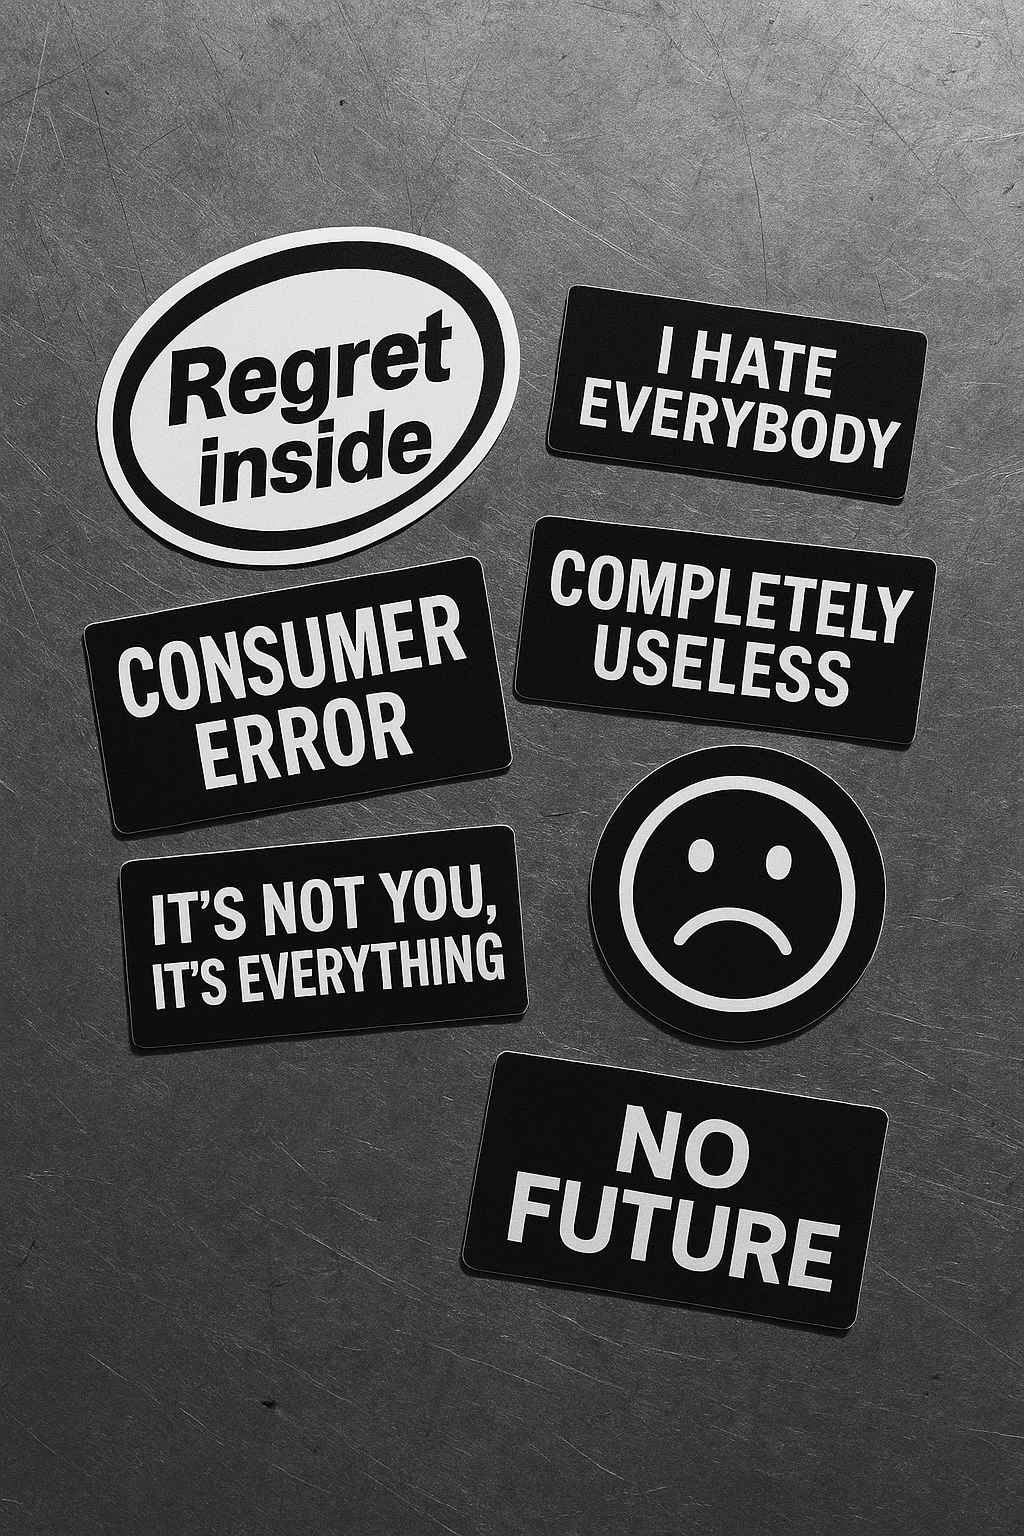 Regret
inside
I HATE
EVERYBODY
CONSUMER
ERROR
COMPLETELY
USELESS
IT’S NOT YOU,
IT’S EVERYTHING
NO
FUTURE